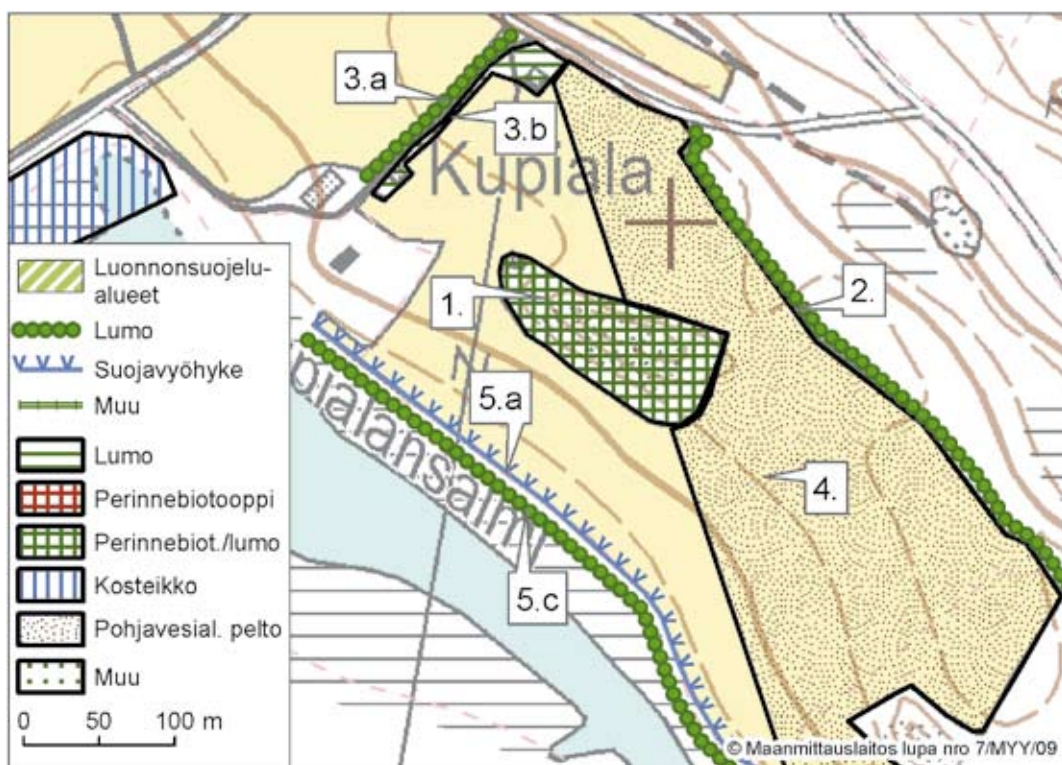 3.a
3.b
Kupiala
1.
2.
5.a
4.
5.c
pialansalmi
N
Luonnonsuojelu-
alueet
Lumo
Suojavyöhyke
Muu
Lumo
Perinnebiotooppi
Perinnebiot./lumo
Kosteikko
Pohjavesial. pelto
Muu
0 50 100 m
© Maanmittauslaitos lupa nro 7/MYY/09